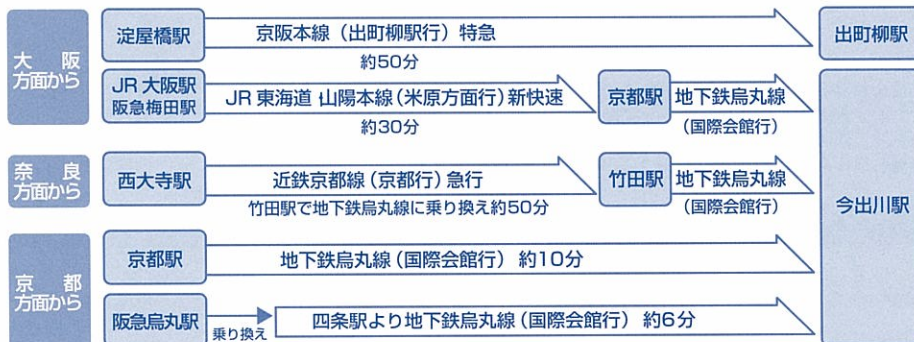 大阪
方面から
淀屋橋駅
京阪本線（出町柳駅行）特急
約50分
出町柳駅
JR大阪駅
阪急梅田駅
JR東海道 山陽本線（米原方面行）新快速
約30分
京都駅
地下鉄烏丸線
（国際会館行）
奈良
方面から
西大寺駅
近鉄京都線（京都行）急行
竹田駅で地下鉄烏丸線に乗り換え約50分
竹田駅
地下鉄烏丸線
（国際会館行）
今出川駅
京都
方面から
京都駅
地下鉄烏丸線（国際会館行）約10分
阪急烏丸駅
乗り換え
四条駅より地下鉄烏丸線（国際会館行）約6分